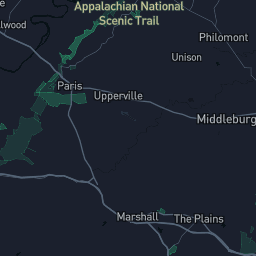 Appalachian National
Scenic Trail
lwood
Philomont
Unison
Paris
Upperville
Middleburg
Marshall
The Plains